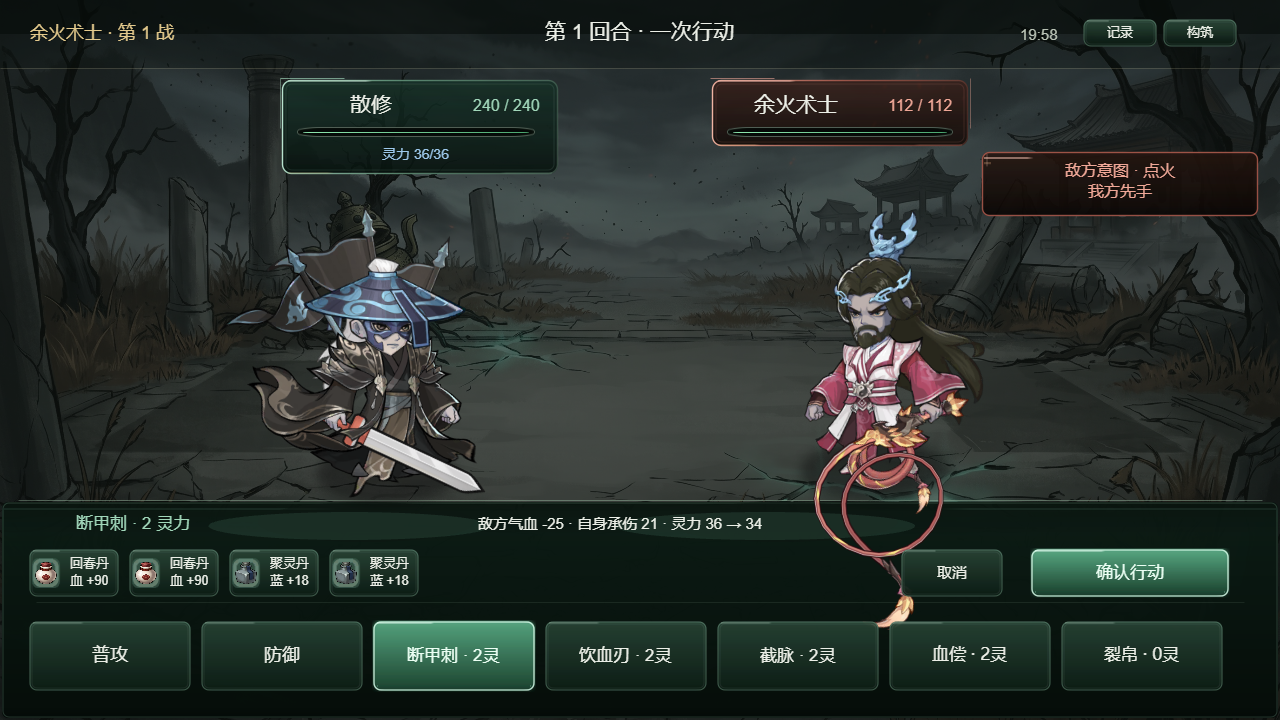 余火术士 · 第 1 战
第 1 回合 · 一次行动
19:58
记录
构筑
散修
240 / 240
灵力 36/36
余火术士
112 / 112
敌方意图 · 点火
我方先手
断甲刺 · 2 灵力
敌方气血 -25 · 自身承伤 21 · 灵力 36 → 34
回春丹
血 +90
回春丹
血 +90
聚灵丹
蓝 +18
聚灵丹
蓝 +18
取消
确认行动
普攻
防御
断甲刺 · 2灵
饮血刃 · 2灵
截脉 · 2灵
血偿 · 2灵
裂帛 · 0灵